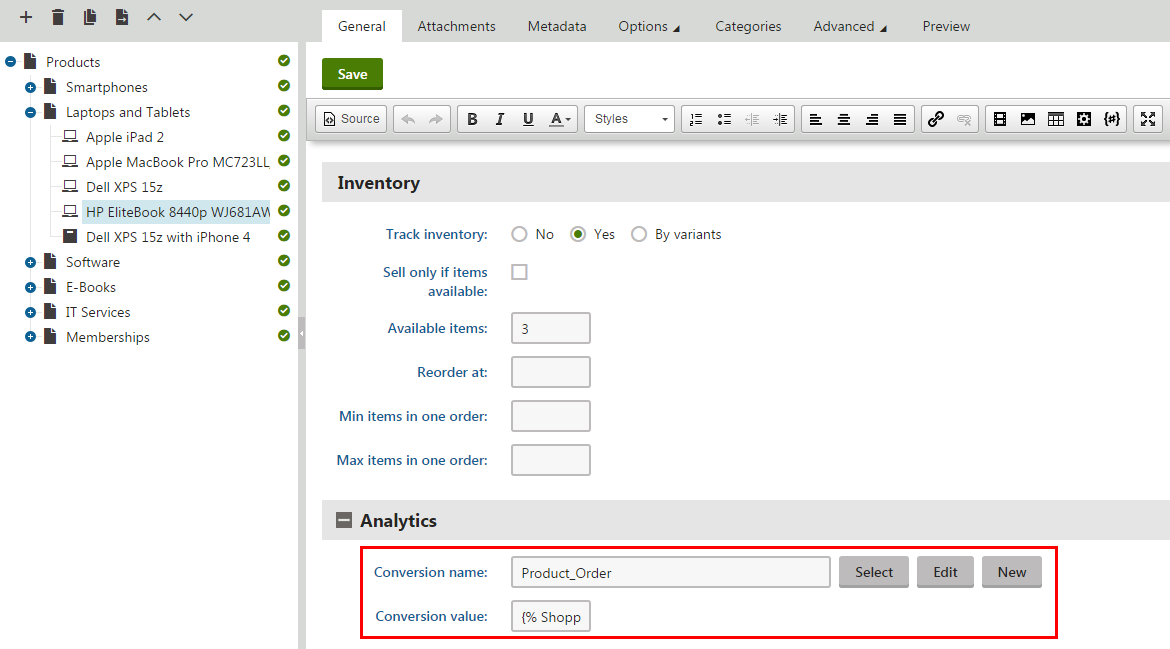 General
Attachments
Metadata
Options
Categories
Advanced
Preview
Products
Smartphones
Laptops and Tablets
Apple iPad 2
Apple MacBook Pro MC723LL
Dell XPS 15z
HP EliteBook 8440p WJ681AW
Dell XPS 15z with iPhone 4
Software
E-Books
IT Services
Memberships
Save
Source B I U A Styles {#}
Inventory
Track inventory: No Yes By variants
Sell only if items
available:
Available items: 3
Reorder at:
Min items in one order:
Max items in one order:
Analytics
Conversion name: Product_Order Select Edit New
Conversion value: {% Shopp